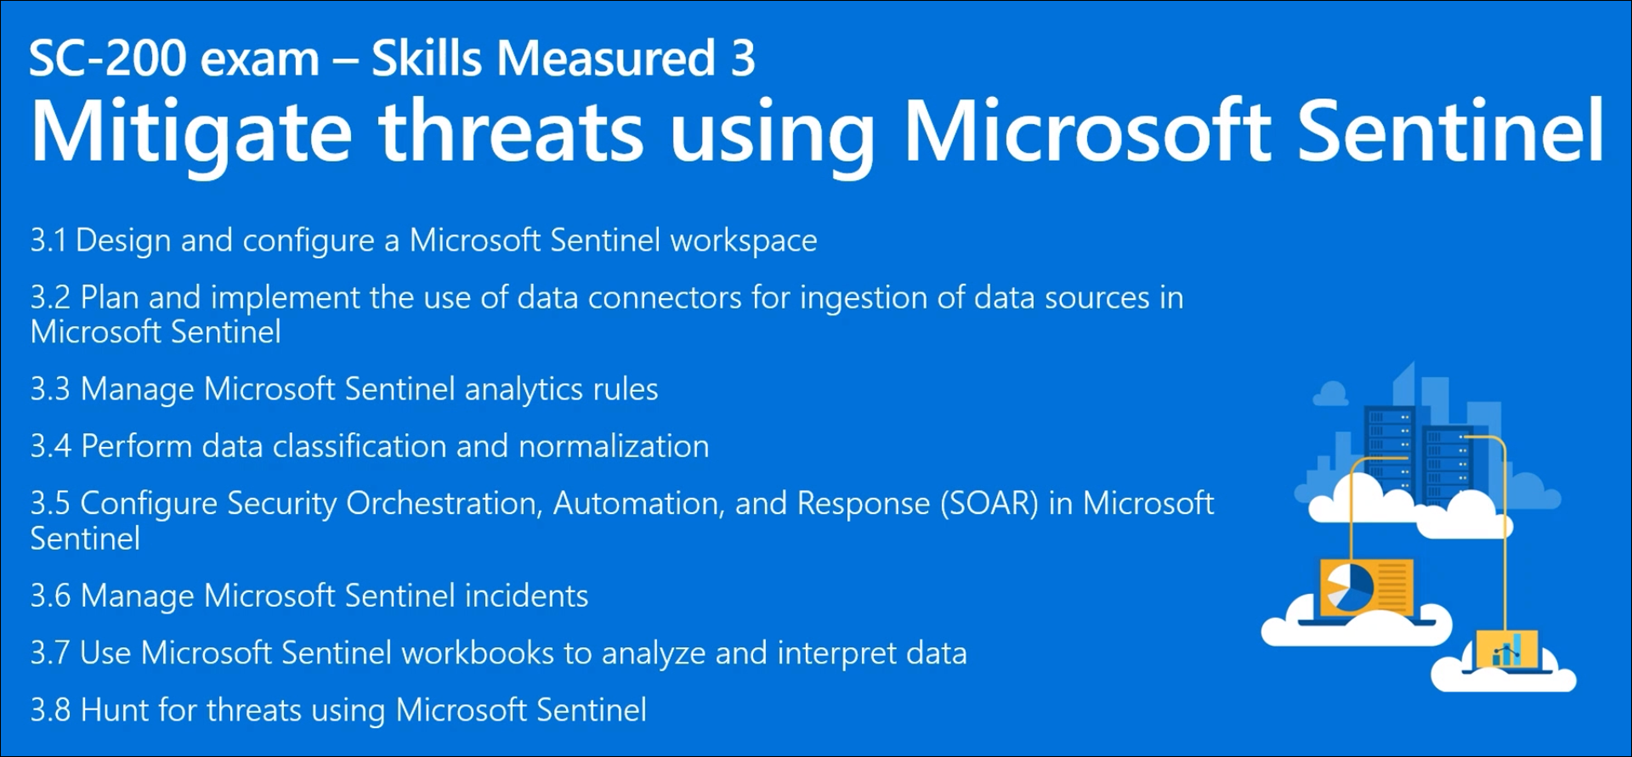 SC-200 exam – Skills Measured 3
Mitigate threats using Microsoft Sentinel
3.1 Design and configure a Microsoft Sentinel workspace
3.2 Plan and implement the use of data connectors for ingestion of data sources in
Microsoft Sentinel
3.3 Manage Microsoft Sentinel analytics rules
3.4 Perform data classification and normalization
3.5 Configure Security Orchestration, Automation, and Response (SOAR) in Microsoft
Sentinel
3.6 Manage Microsoft Sentinel incidents
3.7 Use Microsoft Sentinel workbooks to analyze and interpret data
3.8 Hunt for threats using Microsoft Sentinel